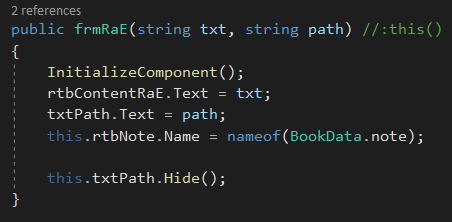 2 references
public frmRaE(string txt, string path) //:this()
{
InitializeComponent();
rtbContentRaE.Text = txt;
txtPath.Text = path;
this.rtbNote.Name = nameof(BookData.note);
this.txtPath.Hide();
}